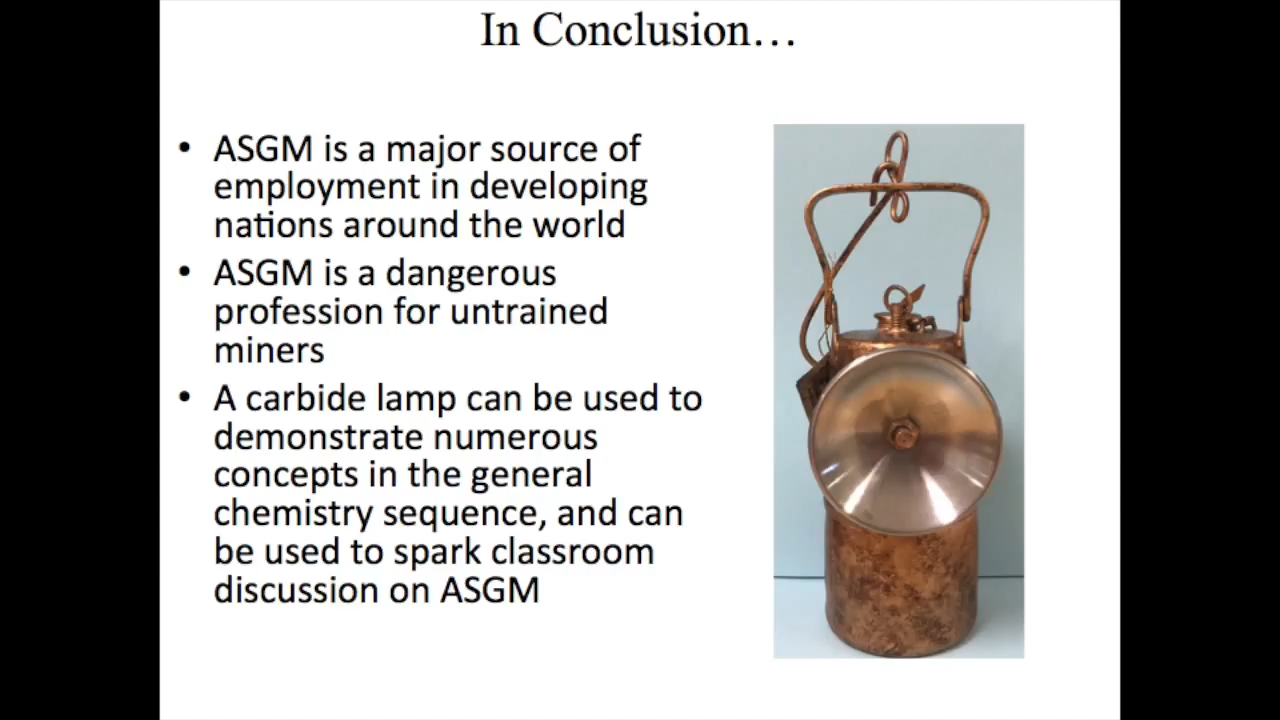 In Conclusion…
• ASGM is a major source of
employment in developing
nations around the world
• ASGM is a dangerous
profession for untrained
miners
• A carbide lamp can be used to
demonstrate numerous
concepts in the general
chemistry sequence, and can
be used to spark classroom
discussion on ASGM